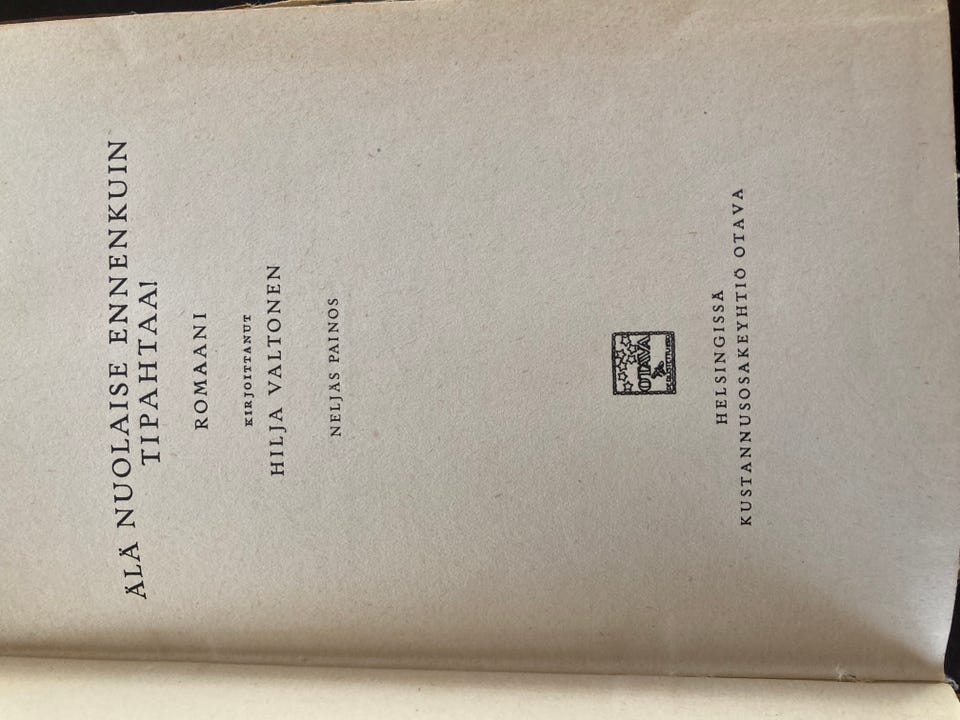 ÄLÄ NUOLAISE ENNENKUIN
TIPAHTAA!
ROMAANI
KIRJOITTANUT
HILJA VALTONEN
NELJÄS PAINOS
OTAVA
HELSINGISSÄ
KUSTANNUSOSAKEYHTIÖ OTAVA